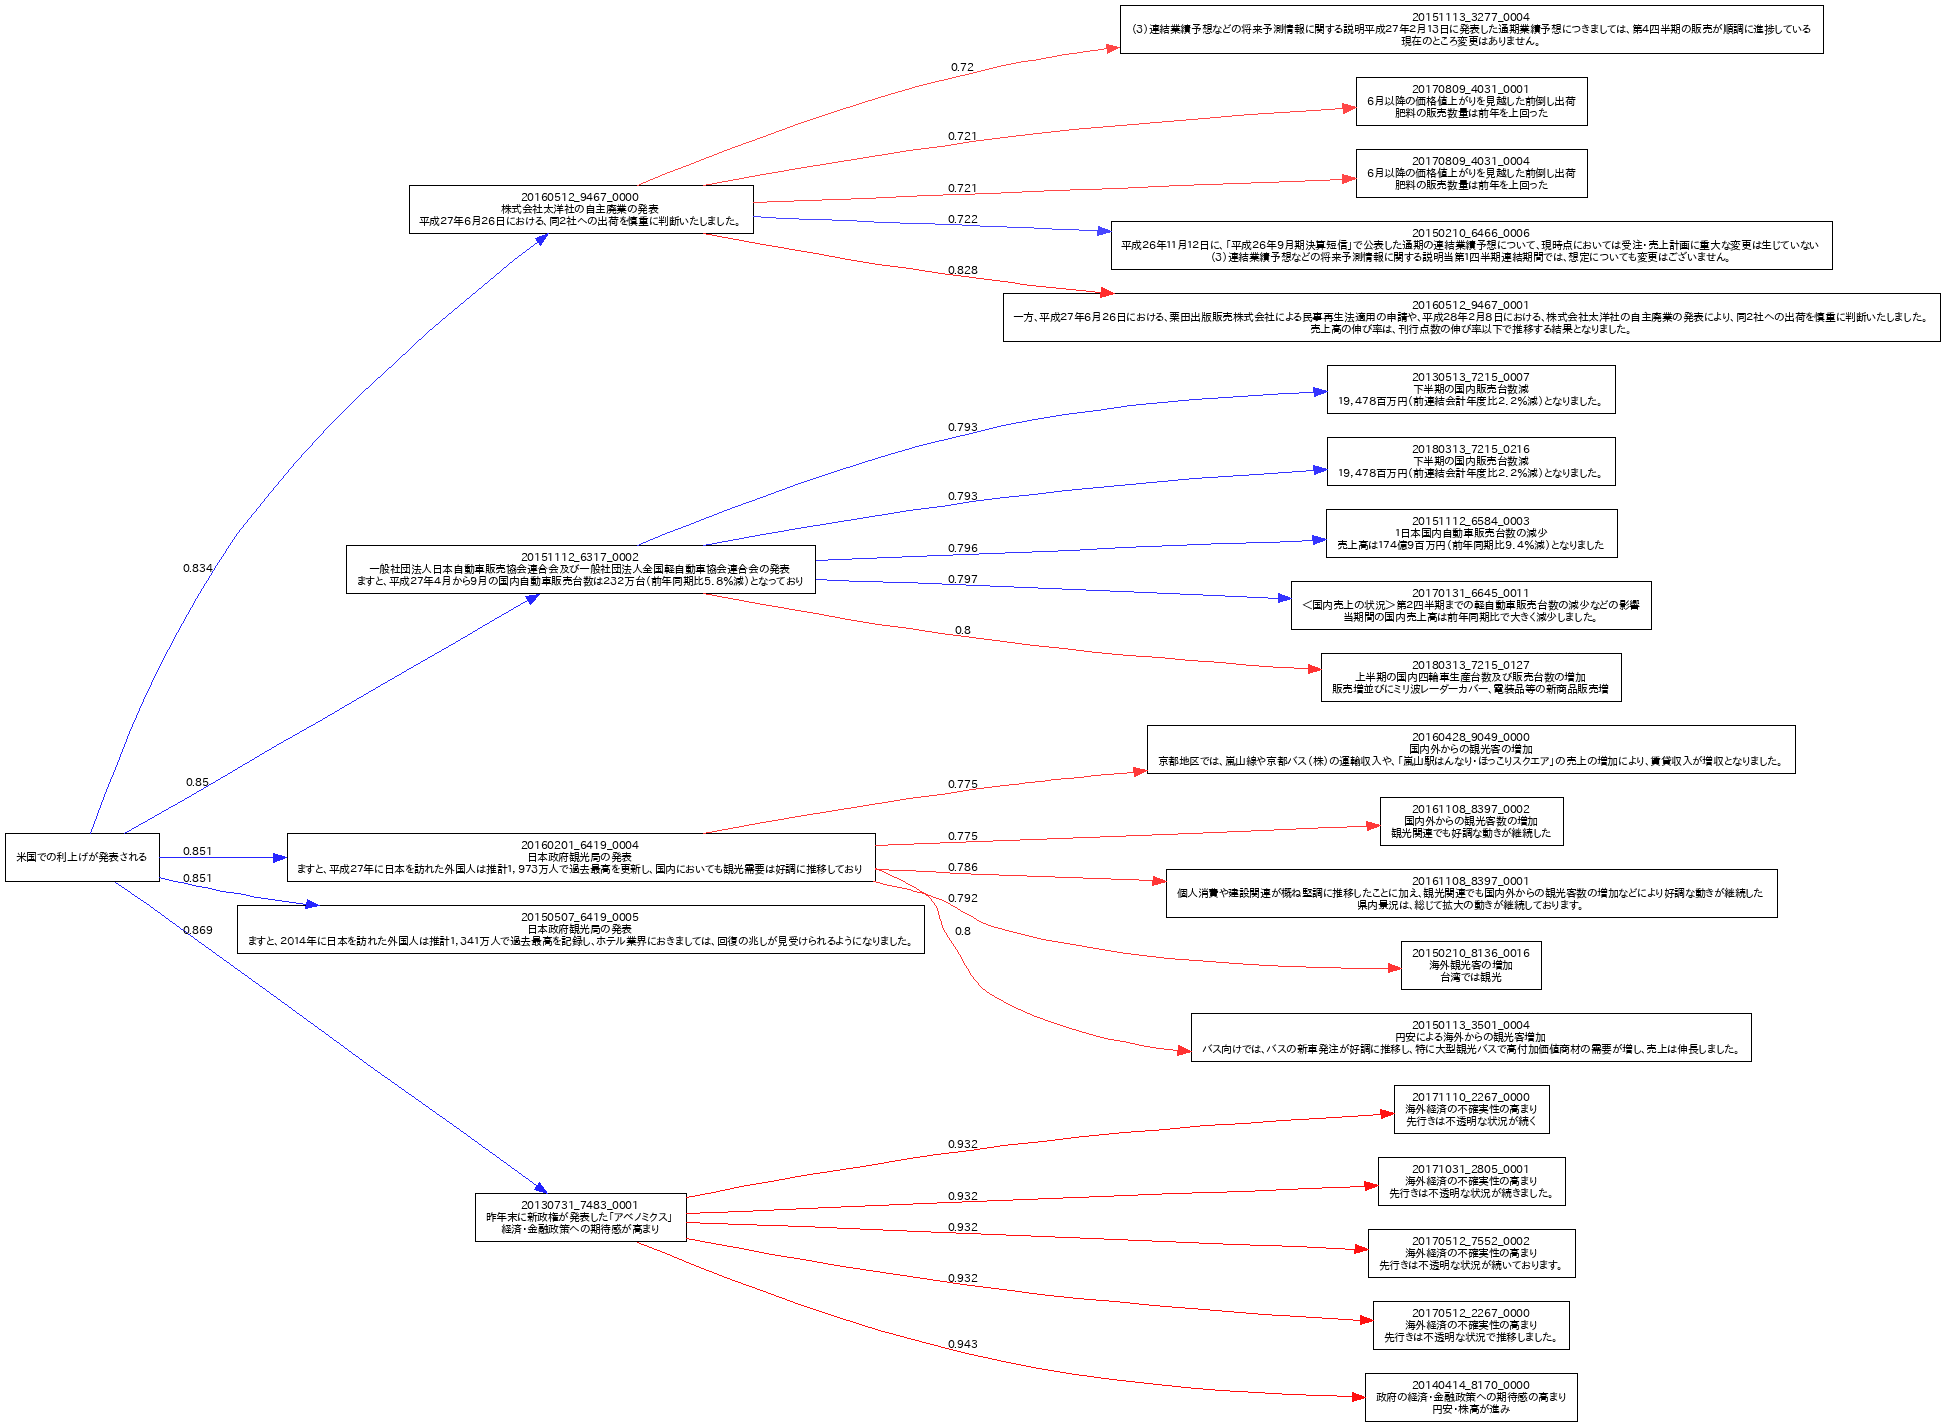 20151113_3277_0004
(3)連結業績予想などの将来予測情報に関する説明平成27年2月13日に発表した通期業績予想につきましては、第4四半期の販売が順調に進捗している
現在のところ変更はありません。
0.72
20170809_4031_0001
6月以降の価格値上がりを見越した前倒し出荷
肥料の販売数量は前年を上回った
0.721
20170809_4031_0004
6月以降の価格値上がりを見越した前倒し出荷
肥料の販売数量は前年を上回った
0.721
20160512_9467_0000
株式会社太洋社の自主廃業の発表
平成27年6月26日における、同2社への出荷を慎重に判断いたしました。
0.722
20150210_6466_0006
平成26年11月12日に、「平成26年9月期決算短信」で公表した通期の連結業績予想について、現時点においては受注・売上計画に重大な変更は生じていない
(3)連結業績予想などの将来予測情報に関する説明当第1四半期連結期間では、想定についても変更はございません。
0.828
20160512_9467_0001
一方、平成27年6月26日における、栗田出版販売株式会社による民事再生法適用の申請や、平成28年2月8日における、株式会社太洋社の自主廃業の発表により、同2社への出荷を慎重に判断いたしました。
売上高の伸び率は、刊行点数の伸び率以下で推移する結果となりました。
20130513_7215_0007
下半期の国内販売台数減
19,478百万円(前連結会計年度比2.2%減)となりました。
0.793
20180313_7215_0216
下半期の国内販売台数減
19,478百万円(前連結会計年度比2.2%減)となりました。
0.793
20151112_6584_0003
1日本国内自動車販売台数の減少
売上高は174億9百万円(前年同期比9.4%減)となりました
0.796
0.834
20151112_6317_0002
一般社団法人日本自動車販売協会連合会及び一般社団法人全国軽自動車協会連合会の発表
ますと、平成27年4月から9月の国内自動車販売台数は232万台(前年同期比5.8%減)となっており
0.797
20170131_6645_0011
<国内売上の状況>第2四半期までの軽自動車販売台数の減少などの影響
当期間の国内売上高は前年同期比で大きく減少しました。
0.8
20180313_7215_0127
上半期の国内四輪車生産台数及び販売台数の増加
販売増並びにミリ波レーダーカバー、電装品等の新商品販売増
20160428_9049_0000
国内外からの観光客の増加
京都地区では、嵐山線や京都バス(株)の運輸収入や、「嵐山駅はんなり・ほっこりスクエア」の売上の増加により、賃貸収入が増収となりました。
0.85
0.775
20161108_8397_0002
国内外からの観光客数の増加
観光関連でも好調な動きが継続した
0.775
米国での利上げが発表される
0.851
20160201_6419_0004
日本政府観光局の発表
ますと、平成27年に日本を訪れた外国人は推計1,973万人で過去最高を更新し、国内においても観光需要は好調に推移しており
0.786
20161108_8397_0001
個人消費や建設関連が概ね堅調に推移したことに加え、観光関連でも国内外からの観光客数の増加などにより好調な動きが継続した
県内景況は、総じて拡大の動きが継続しております。
0.851
0.792
20150507_6419_0005
日本政府観光局の発表
ますと、2014年に日本を訪れた外国人は推計1,341万人で過去最高を記録し、ホテル業界におきましては、回復の兆しが見受けられるようになりました。
0.869
0.8
20150210_8136_0016
海外観光客の増加
台湾では観光
20150113_3501_0004
円安による海外からの観光客増加
バス向けでは、バスの新車発注が好調に推移し、特に大型観光バスで高付加価値商材の需要が増し、売上は伸長しました。
20171110_2267_0000
海外経済の不確実性の高まり
先行きは不透明な状況が続く
0.932
20171031_2805_0001
海外経済の不確実性の高まり
先行きは不透明な状況が続きました。
0.932
20130731_7483_0001
昨年末に新政権が発表した「アベノミクス」
経済・金融政策への期待感が高まり
0.932
20170512_7552_0002
海外経済の不確実性の高まり
先行きは不透明な状況が続いております。
0.932
20170512_2267_0000
海外経済の不確実性の高まり
先行きは不透明な状況で推移しました。
0.943
20140414_8170_0000
政府の経済・金融政策への期待感の高まり
円安・株高が進み